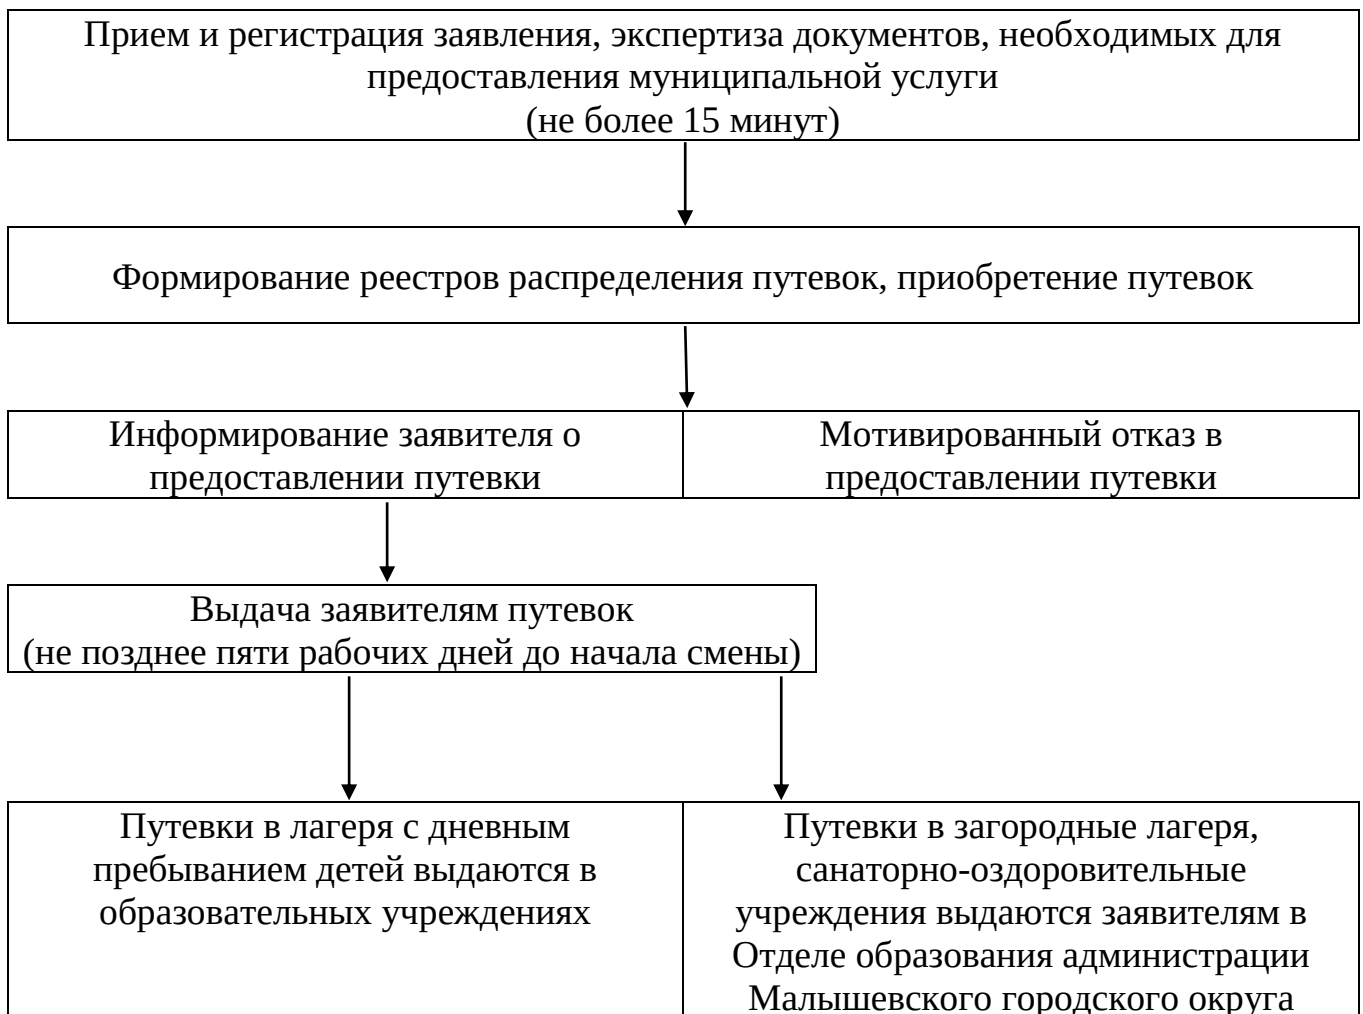 Прием и регистрация заявления, экспертиза документов, необходимых для
предоставления муниципальной услуги
(не более 15 минут)
Формирование реестров распределения путевок, приобретение путевок
Информирование заявителя о
предоставлении путевки
Мотивированный отказ в
предоставлении путевки
Выдача заявителям путевок
(не позднее пяти рабочих дней до начала смены)
Путевки в лагеря с дневным
пребыванием детей выдаются в
образовательных учреждениях
Путевки в загородные лагеря,
санаторно-оздоровительные
учреждения выдаются заявителям в
Отделе образования администрации
Малышевского городского округа